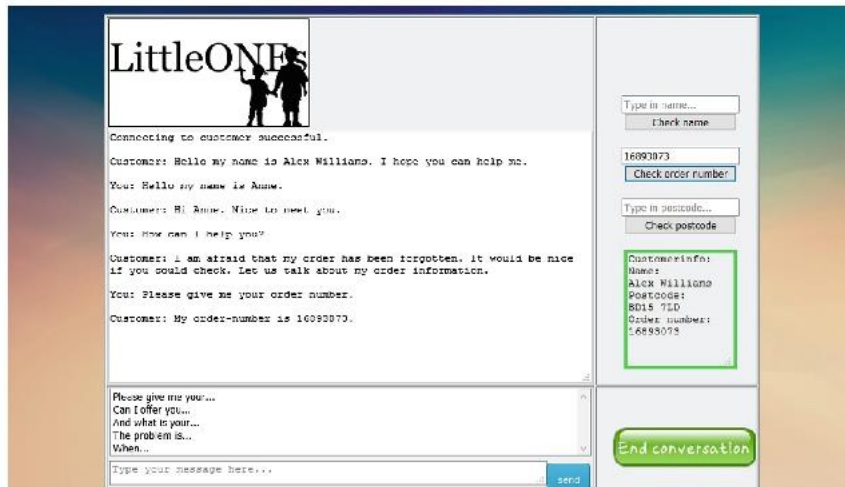 LittleONEs
Connecting to customer successful.
Customer: Hello my name is Alex Williams. I hope you can help me.
You: Hello my name is Anne.
Customer: Hi Anne. Nice to meet you.
You: How can I help you?
Customer: I am afraid that my order has been forgotten. It would be nice
if you could check. Let us talk about my order information.
You: Please give me your order number.
Customer: My order-number is 16893073.
Please give me your...
Can I offer you...
And what is your...
The problem is...
When...
Type your message here...
send
Type in name...
Check name
16893073
Check order number
Type in postcode...
Check postcode
Customerinfo:
Name:
Alex Williams
Postcode:
BD15 7LD
Order number:
16893073
End conversation